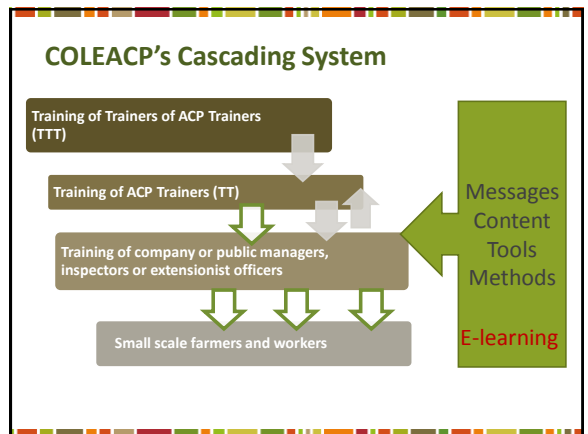 COLEACP's Cascading System
Training of Trainers of ACP Trainers
(TTT)
Training of ACP Trainers (TT)
Training of company or public managers,
inspectors or extensionist officers
Small scale farmers and workers
Messages
Content
Tools
Methods
E-learning